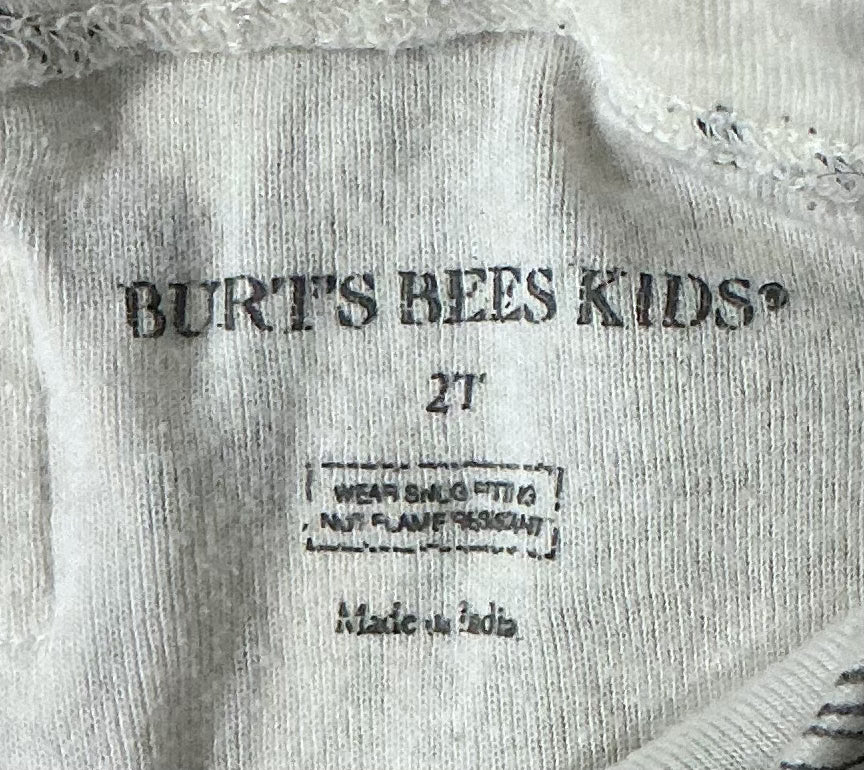 BURT'S BEES KIDS®
2T
WEAR SNUG FITTING
NOT FLAME RESISTANT
Made in India